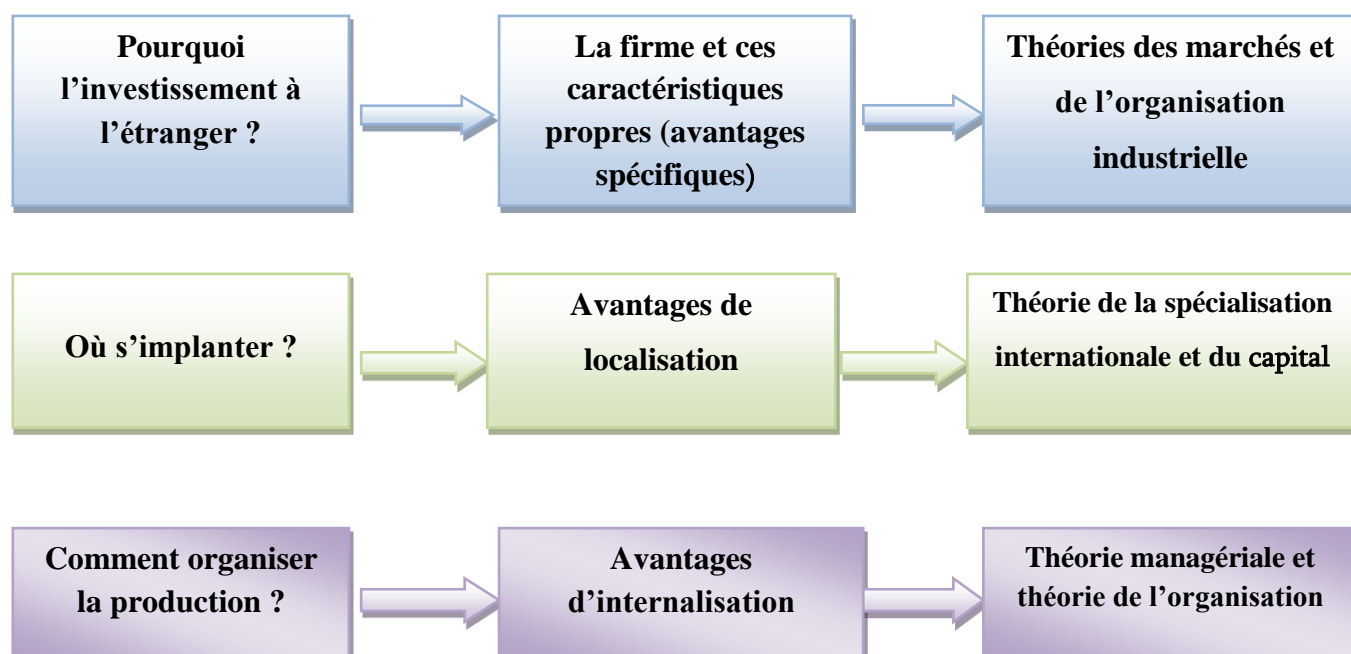 Pourquoi
l’investissement à
l’étranger ?
La firme et ces
caractéristiques
propres (avantages
spécifiques)
Théories des marchés et
de l’organisation
industrielle
Où s’implanter ?
Avantages de
localisation
Théorie de la spécialisation
internationale et du capital
Comment organiser
la production ?
Avantages
d’internalisation
Théorie managériale et
théorie de l’organisation